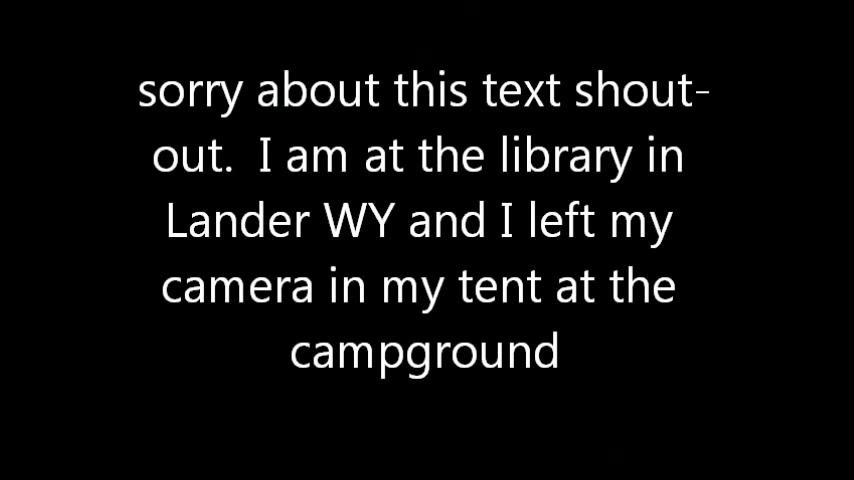 sorry about this text shout-
out.  I am at the library in
Lander WY and I left my
camera in my tent at the
campground